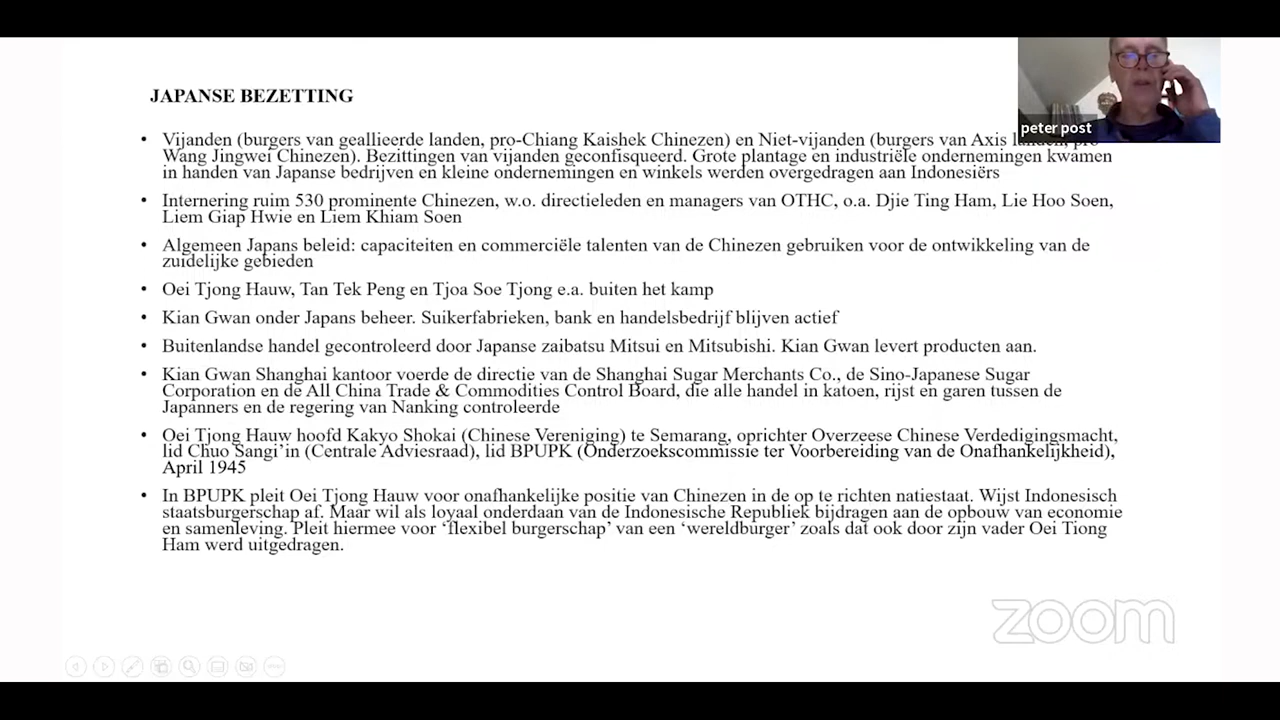 JAPANSE BEZETTING
peter post
• Vijanden (burgers van geallieerde landen, pro-Chiang Kaishek Chinezen) en Niet-vijanden (burgers van Axis
Wang Jingwei Chinezen). Bezittingen van vijanden geconfisqueerd. Grote plantage en industriële ondernemingen kwamen
in handen van Japanse bedrijven en kleine ondernemingen en winkels werden overgedragen aan Indonesiërs
• Internering ruim 530 prominente Chinezen, w.o. directieleden en managers van OTHC, o.a. Djie Ting Ham, Lie Hoo Soen,
Liem Giap Hwie en Liem Khiam Soen
• Algemeen Japans beleid: capaciteiten en commerciële talenten van de Chinezen gebruiken voor de ontwikkeling van de
zuidelijke gebieden
• Oei Tjong Hauw, Tan Tek Peng en Tjoa Soe Tjong e.a. buiten het kamp
• Kian Gwan onder Japans beheer. Suikerfabrieken, bank en handelsbedrijf blijven actief
• Buitenlandse handel gecontroleerd door Japanse zaibatsu Mitsui en Mitsubishi. Kian Gwan levert producten aan.
• Kian Gwan Shanghai kantoor voerde de directie van de Shanghai Sugar Merchants Co., de Sino-Japanese Sugar
Corporation en de All China Trade & Commodities Control Board, die alle handel in katoen, rijst en garen tussen de
Japanners en de regering van Nanking controleerde
• Oei Tjong Hauw hoofd Kakyo Shokai (Chinese Vereniging) te Semarang, oprichter Overzeese Chinese Verdedigingsmacht,
lid Chuo Sangi'in (Centrale Adviesraad), lid BPUPK (Onderzoekscommissie ter Voorbereiding van de Onafhankelijkheid),
April 1945
• In BPUPK pleit Oei Tjong Hauw voor onafhankelijke positie van Chinezen in de op te richten natiestaat. Wijst Indonesisch
staatsburgerschap af. Maar wil als loyaal onderdaan van de Indonesische Republiek bijdragen aan de opbouw van economie
en samenleving. Pleit hiermee voor ‘flexibel burgerschap’ van een ‘wereldburger’ zoals dat ook door zijn vader Oei Tiong
Ham werd uitgedragen.
zoom